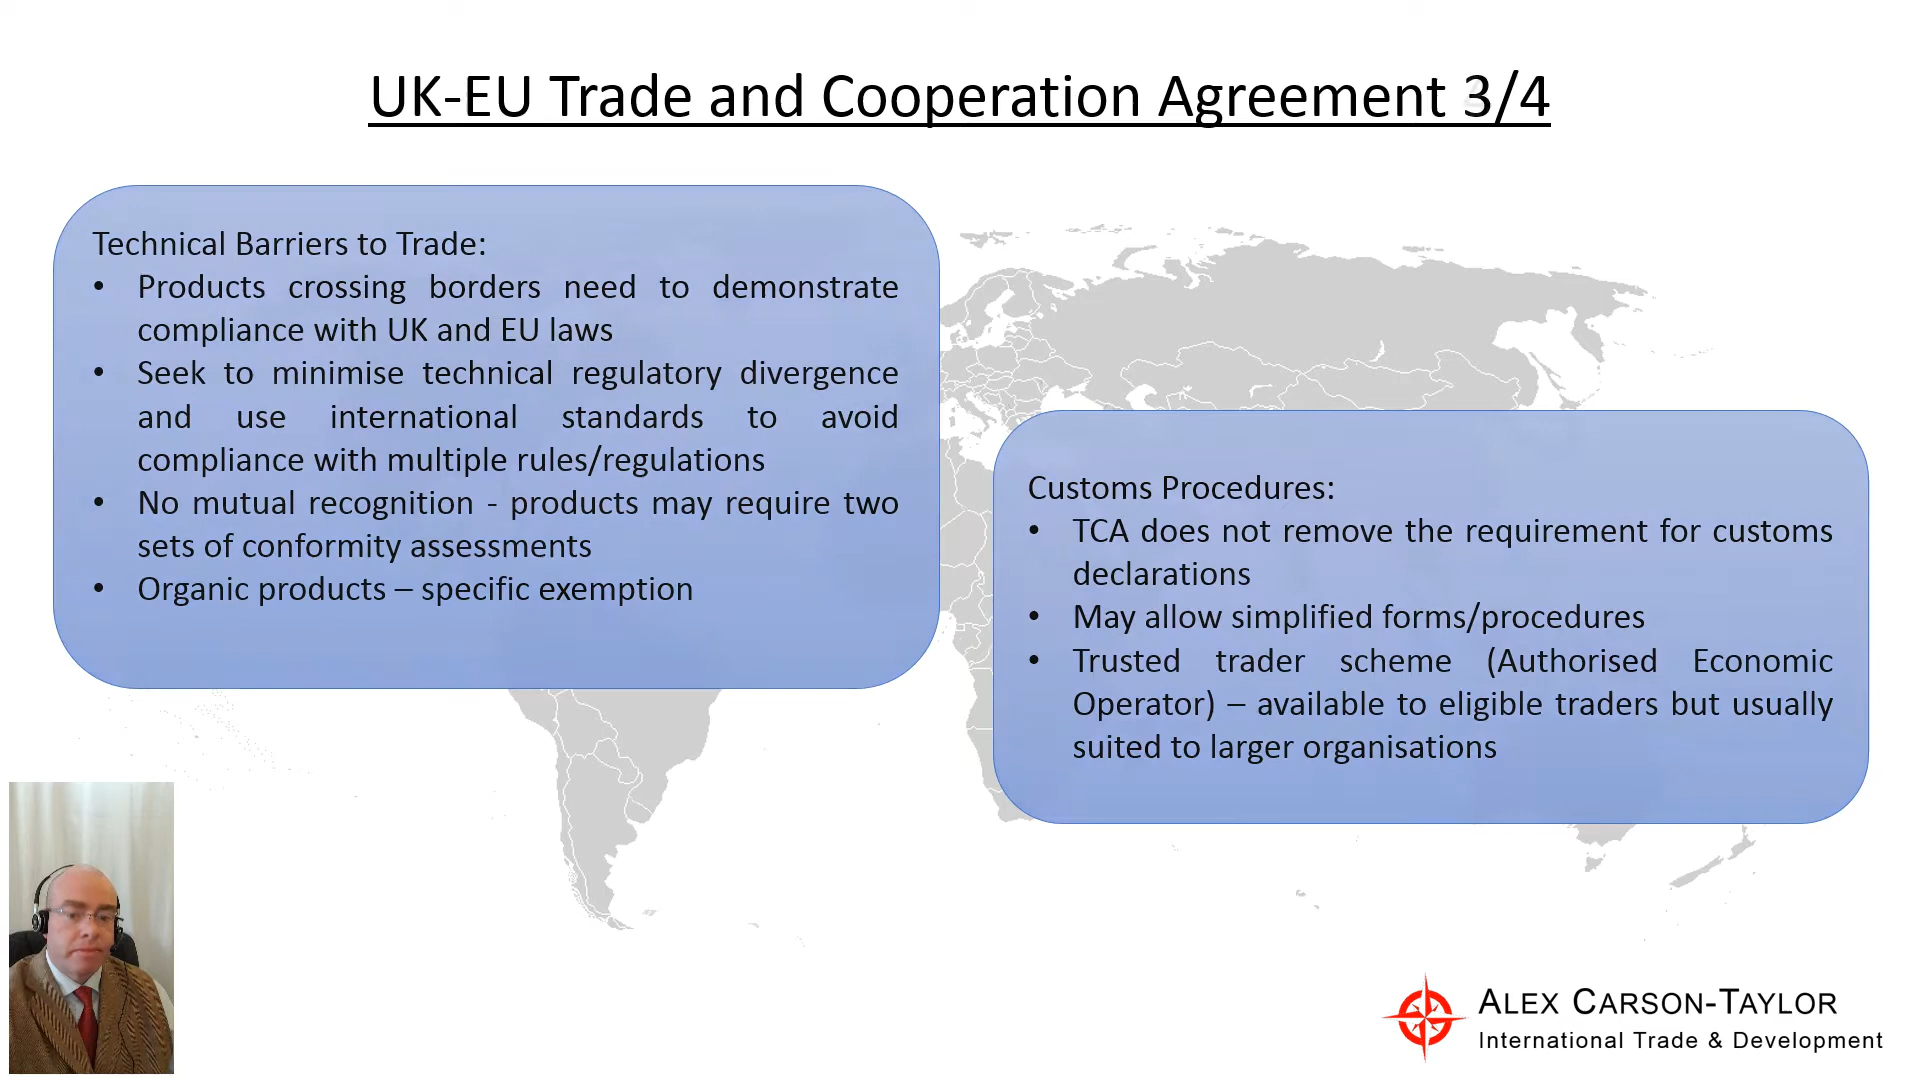 UK-EU Trade and Cooperation Agreement 3/4
Technical Barriers to Trade:
• Products crossing borders need to demonstrate
compliance with UK and EU laws
• Seek to minimise technical regulatory divergence
and use international standards to avoid
compliance with multiple rules/regulations
• No mutual recognition - products may require two
sets of conformity assessments
• Organic products – specific exemption
Customs Procedures:
• TCA does not remove the requirement for customs
declarations
• May allow simplified forms/procedures
• Trusted trader scheme (Authorised Economic
Operator) – available to eligible traders but usually
suited to larger organisations
ALEX CARSON-TAYLOR
International Trade & Development